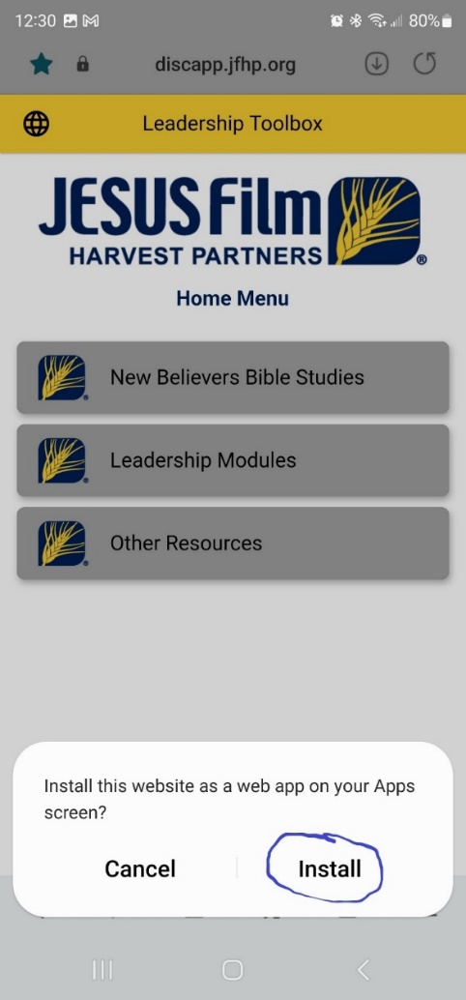 12:30 80%
discapp.jfhp.org
Leadership Toolbox
JESUS Film
HARVEST PARTNERS ®
Home Menu
New Believers Bible Studies
Leadership Modules
Other Resources
Install this website as a web app on your Apps
screen?
Cancel Install